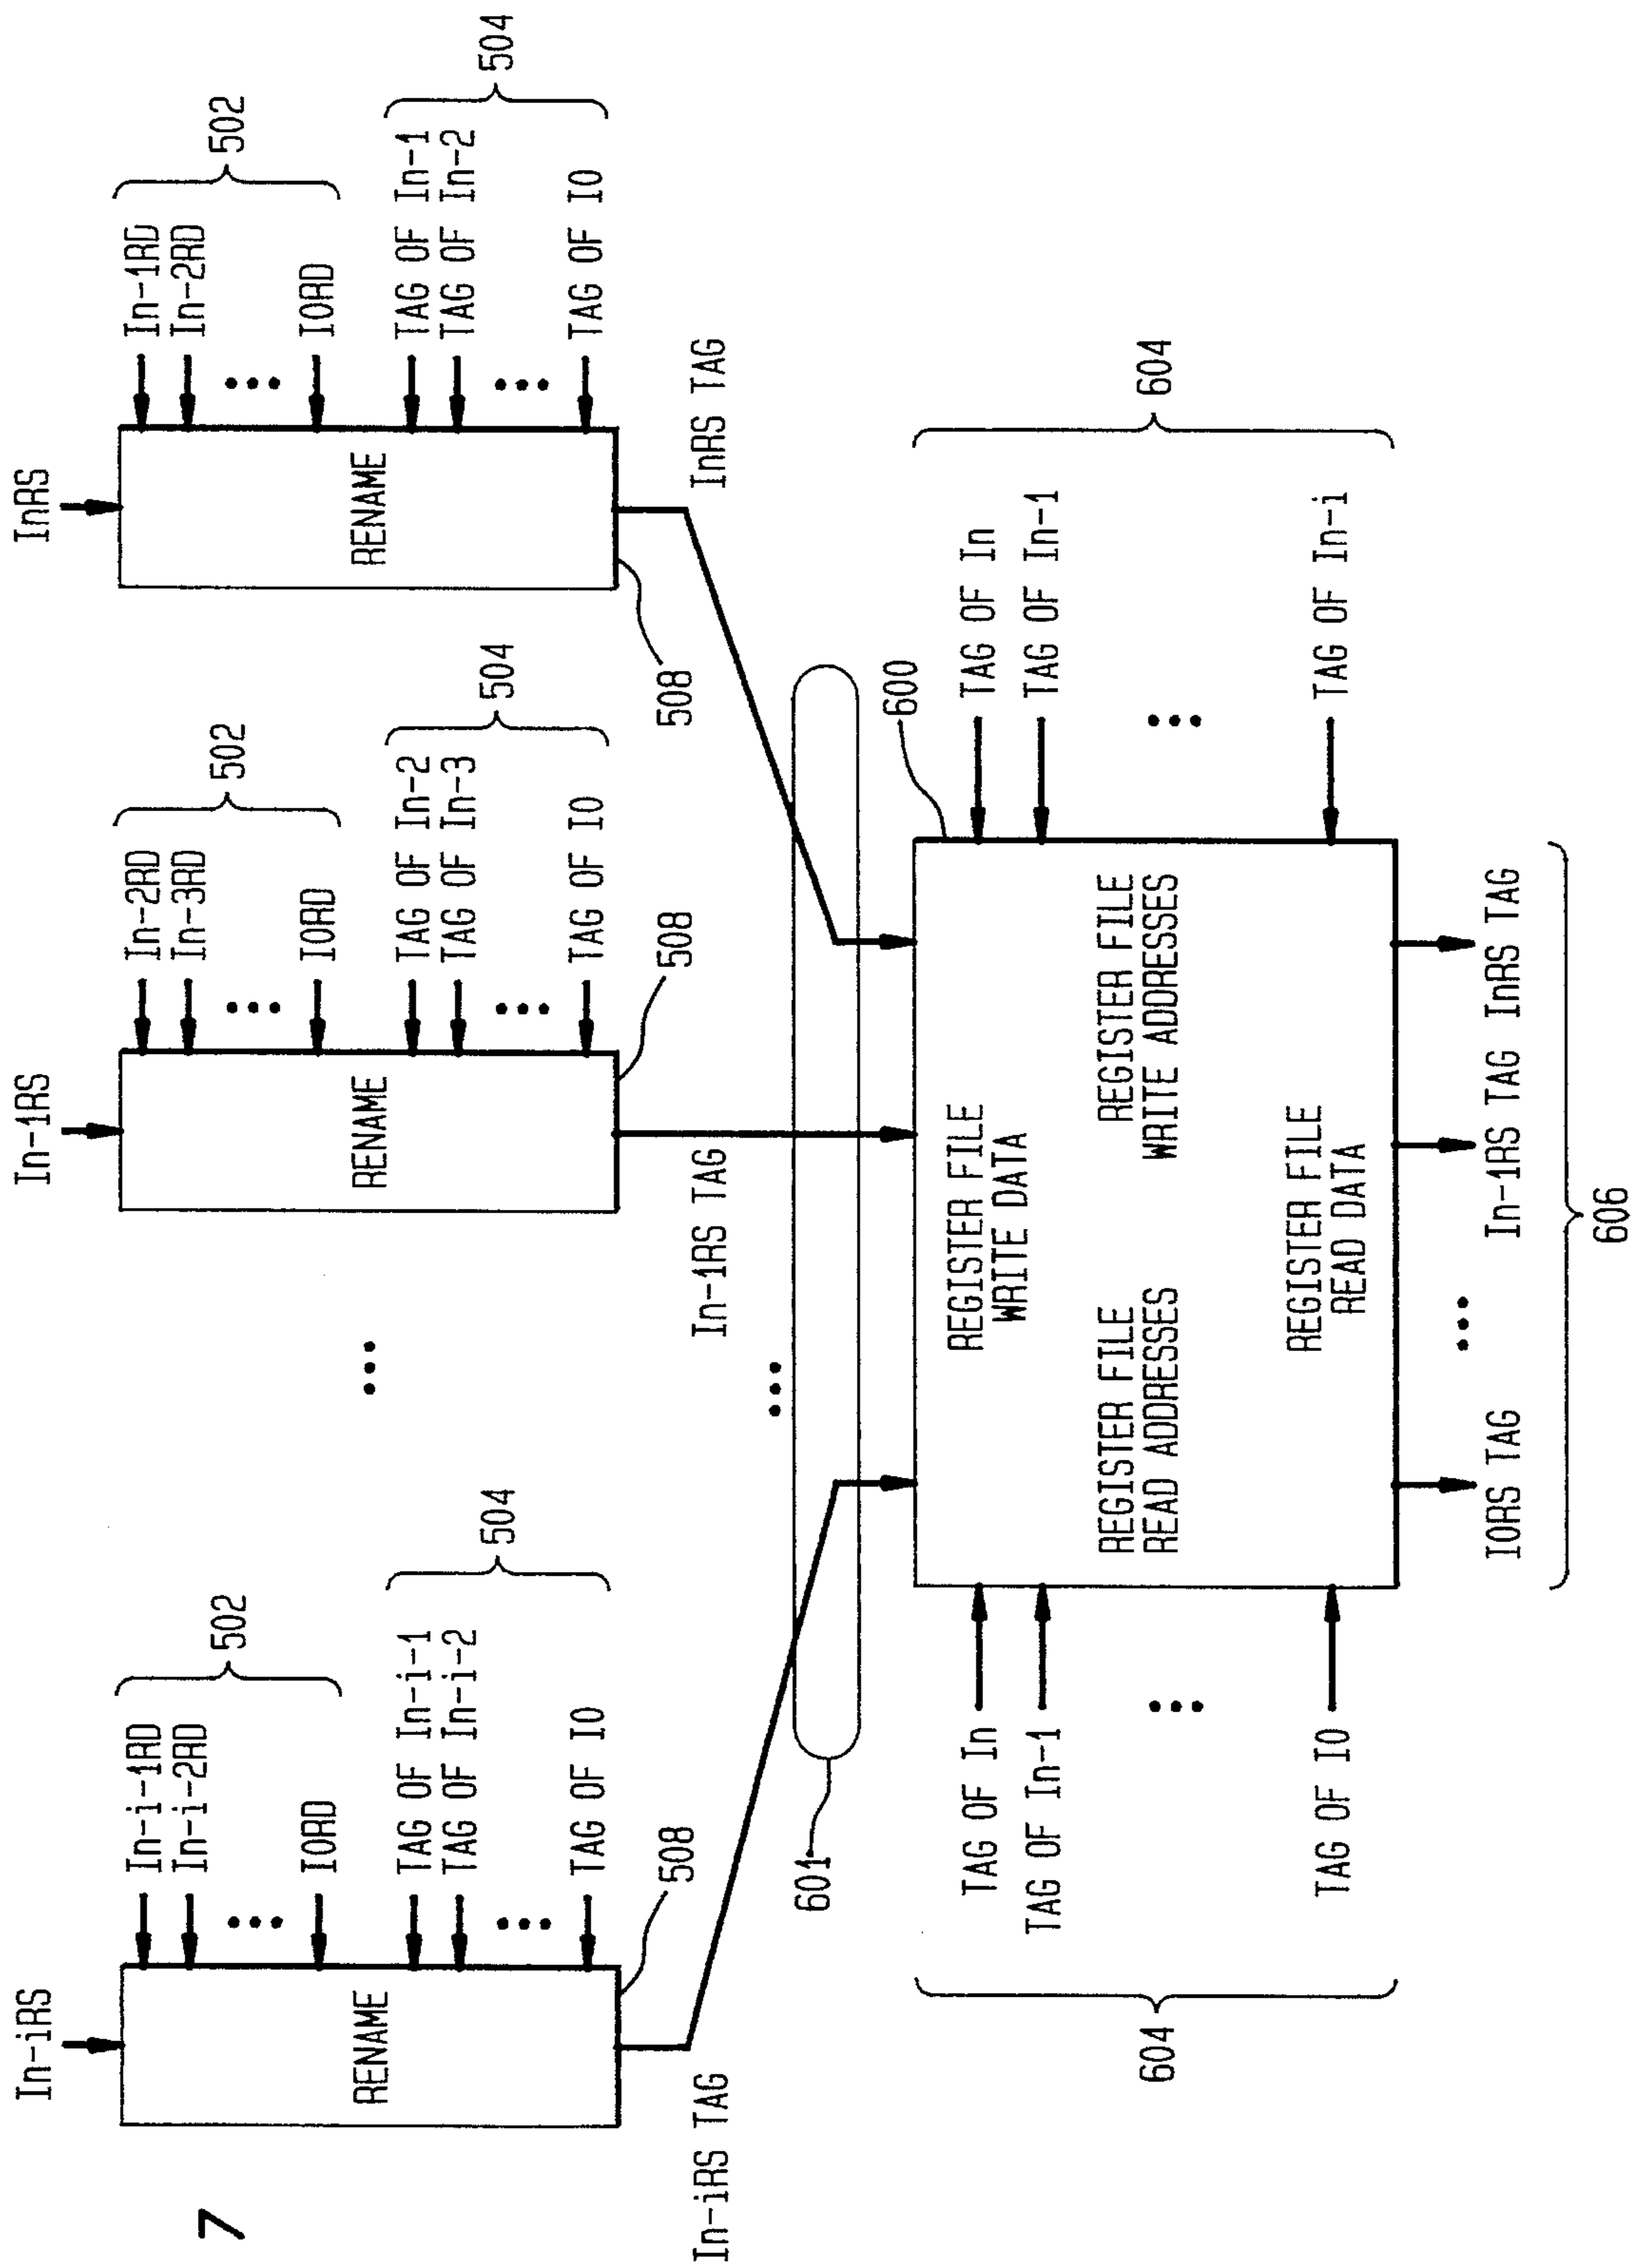 7
In-iRS
RENAME
In-i-1RD
In-i-2RD
...
IORD
502
TAG OF In-i-1
TAG OF In-i-2
...
TAG OF IO
504
508
In-iRS TAG
...
In-1RS
RENAME
In-2RD
In-3RD
...
IORD
502
TAG OF In-2
TAG OF In-3
...
TAG OF IO
504
508
In-1RS TAG
InRS
RENAME
In-1RD
In-2RD
...
IORD
502
TAG OF In-1
TAG OF In-2
...
TAG OF IO
504
508
InRS TAG
...
601
600
REGISTER FILE
WRITE DATA
REGISTER FILE
READ ADDRESSES
REGISTER FILE
WRITE ADDRESSES
REGISTER FILE
READ DATA
TAG OF In
TAG OF In-1
...
TAG OF IO
604
TAG OF In
TAG OF In-1
...
TAG OF In-i
604
IORS TAG
...
In-1RS TAG
InRS TAG
606